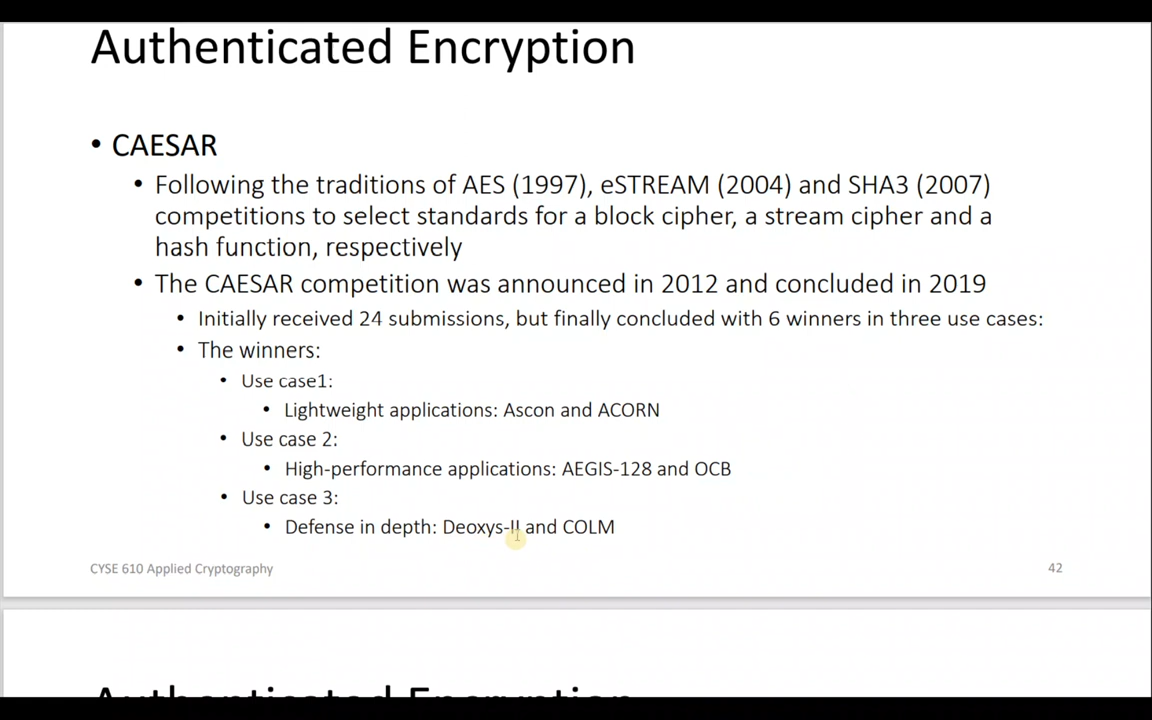 Authenticated Encryption
• CAESAR
• Following the traditions of AES (1997), eSTREAM (2004) and SHA3 (2007)
competitions to select standards for a block cipher, a stream cipher and a
hash function, respectively
• The CAESAR competition was announced in 2012 and concluded in 2019
• Initially received 24 submissions, but finally concluded with 6 winners in three use cases:
• The winners:
• Use case1:
• Lightweight applications: Ascon and ACORN
• Use case 2:
• High-performance applications: AEGIS-128 and OCB
• Use case 3:
• Defense in depth: Deoxys-II and COLM
CYSE 610 Applied Cryptography
42
Authenticated Encryption